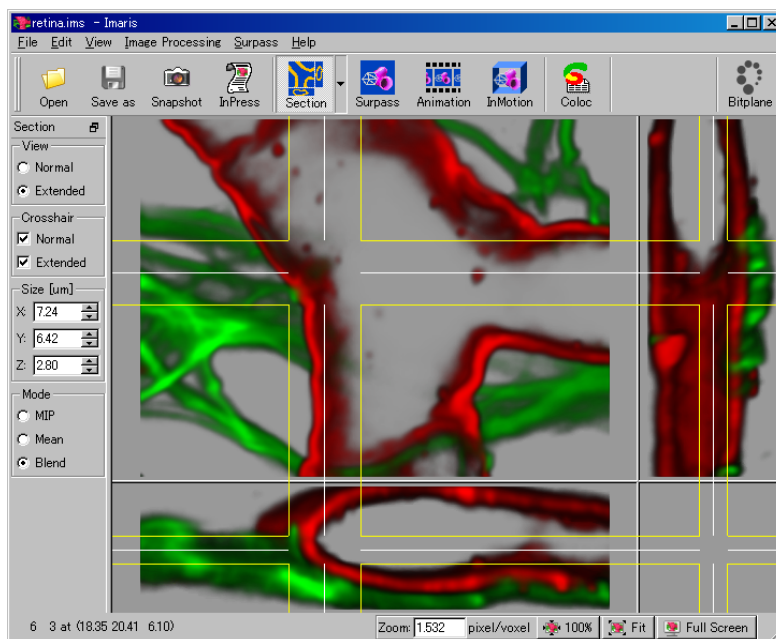 retina.ims - Imaris
File Edit View Image Processing Surpass Help
Open Save as Snapshot InPress Section Surpass Animation InMotion Coloc Bitplane
Section
View
Normal
Extended
Crosshair
Normal
Extended
Size [um]
X: 7.24
Y: 6.42
Z: 2.80
Mode
MIP
Mean
Blend
6 3 at (18.35 20.41 6.10) Zoom: 1.532 pixel/voxel 100% Fit Full Screen